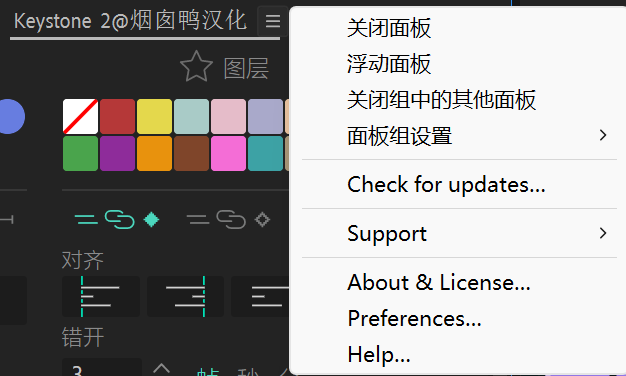 Keystone 2@烟囱鸭汉化
图层
对齐
错开
3
帧 秒
关闭面板
浮动面板
关闭组中的其他面板
面板组设置
Check for updates...
Support
About & License...
Preferences...
Help...